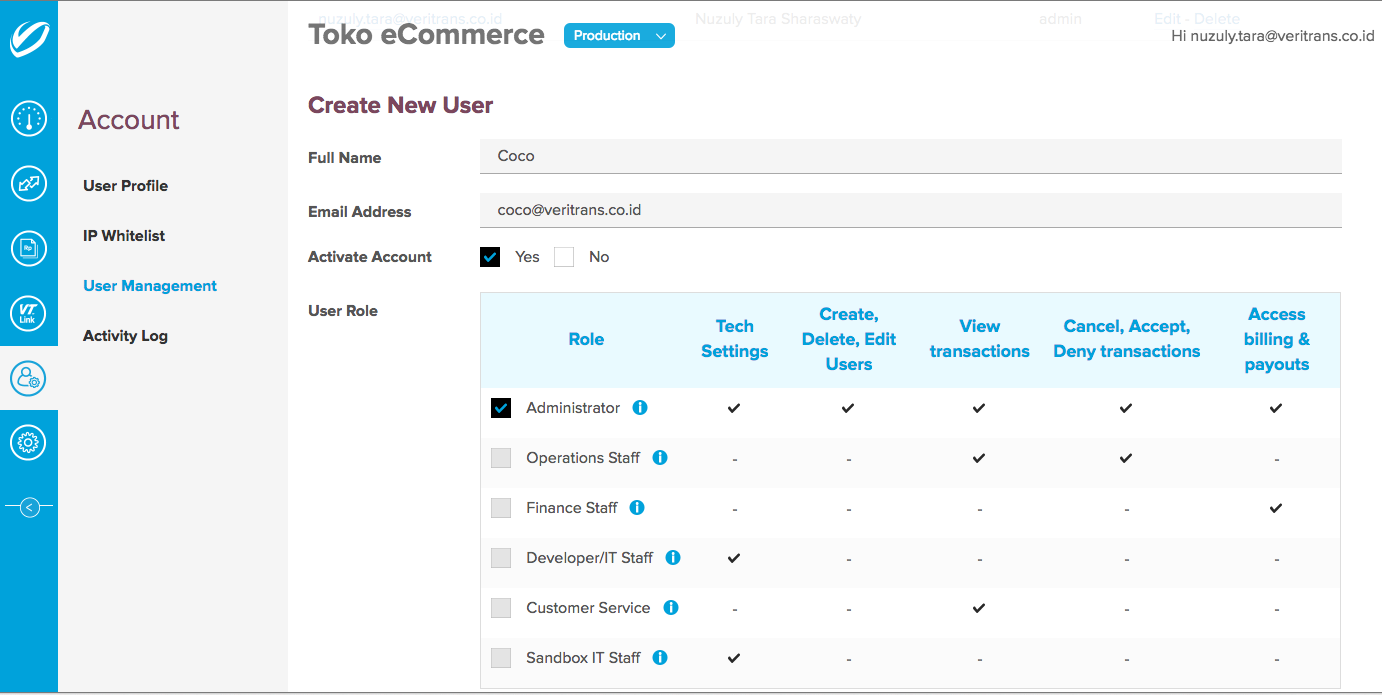 nuzuly.tara@veritrans.co.id Nuzuly Tara Sharaswaty admin Edit - Delete
Toko eCommerce Production
Hi nuzuly.tara@veritrans.co.id
Account
User Profile
IP Whitelist
User Management
Activity Log
Rp
VT
Link
Create New User
Full Name Coco
Email Address coco@veritrans.co.id
Activate Account Yes No
User Role
Role
Tech
Settings
Create,
Delete, Edit
Users
View
transactions
Cancel, Accept,
Deny transactions
Access
billing &
payouts
Administrator i
Operations Staff i - - -
Finance Staff i - - - -
Developer/IT Staff i - - - -
Customer Service i - - - -
Sandbox IT Staff i - - - -